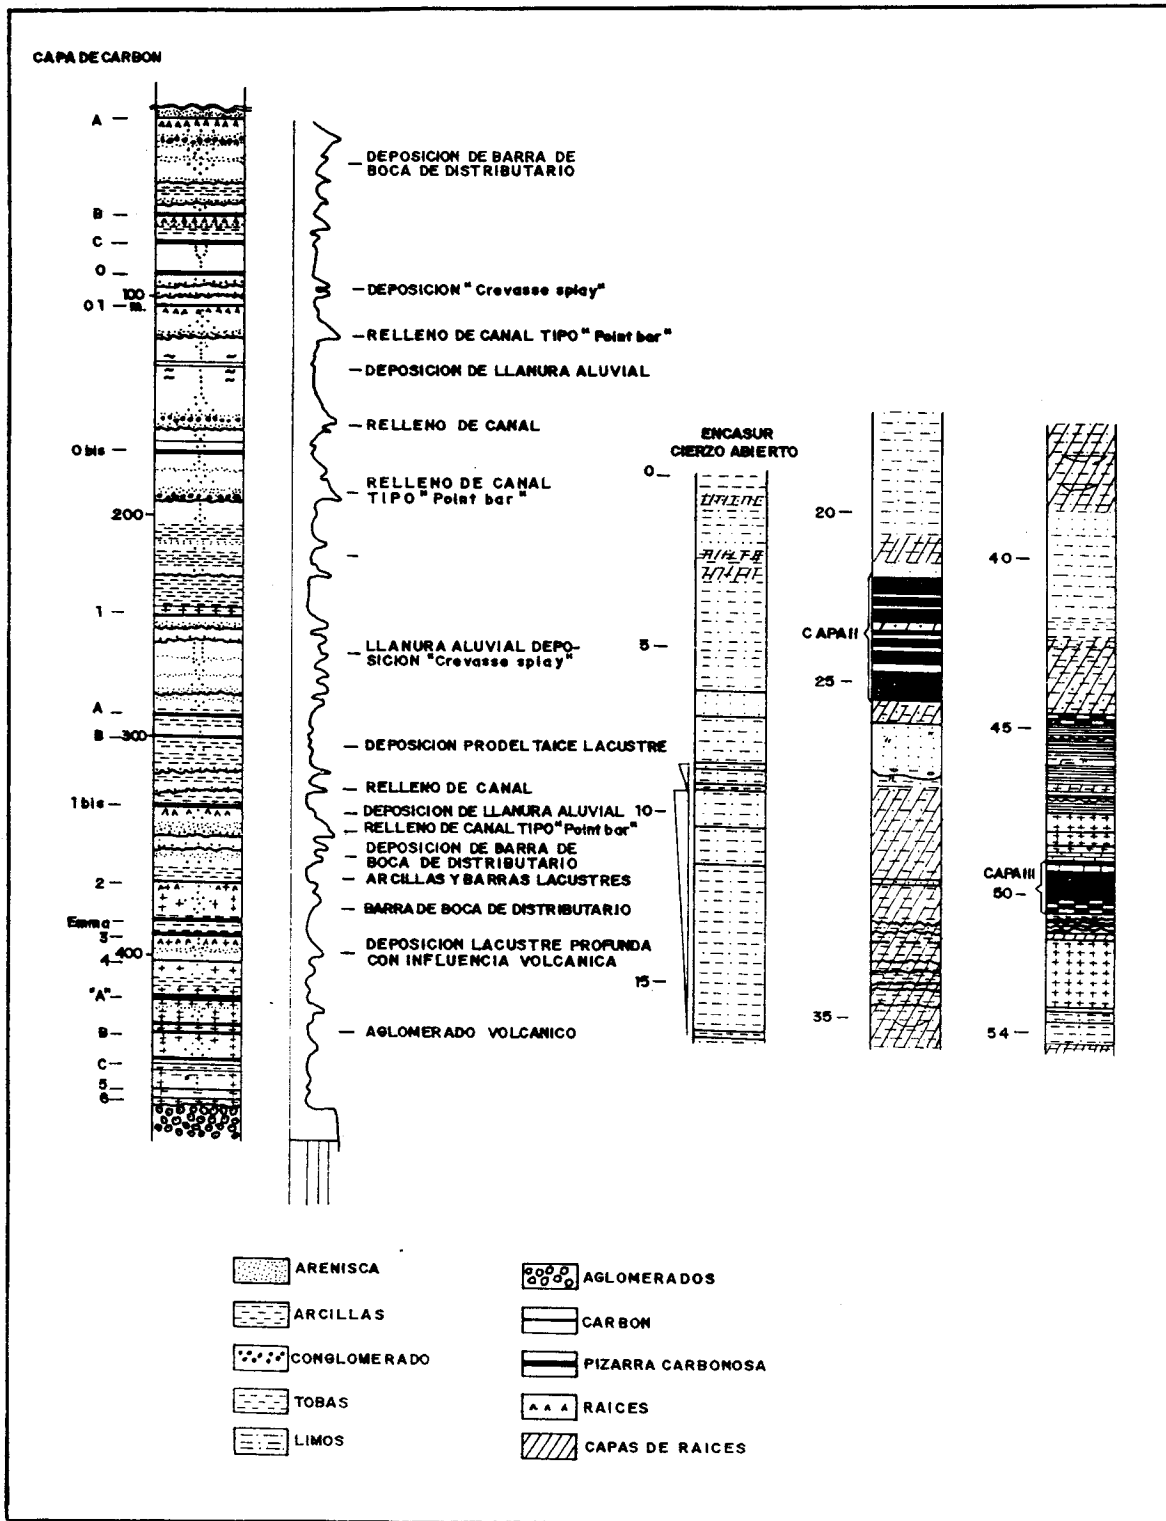 CAPA DE CARBON
A
B
C
0
100
01 m.
0 bis
200
1
A
B 300
1 bis
2
Emma
3
400
4
"A"
B
C
5
6
DEPOSICION DE BARRA DE
BOCA DE DISTRIBUTARIO
DEPOSICION "Crevasse splay"
RELLENO DE CANAL TIPO "Point bar"
DEPOSICION DE LLANURA ALUVIAL
RELLENO DE CANAL
RELLENO DE CANAL
TIPO "Point bar"
LLANURA ALUVIAL DEPO-
SICION "Crevasse splay"
DEPOSICION PRODELTAICE LACUSTRE
RELLENO DE CANAL
DEPOSICION DE LLANURA ALUVIAL
RELLENO DE CANAL TIPO "Point bar"
DEPOSICION DE BARRA DE
BOCA DE DISTRIBUTARIO
ARCILLAS Y BARRAS LACUSTRES
BARRA DE BOCA DE DISTRIBUTARIO
DEPOSICION LACUSTRE PROFUNDA
CON INFLUENCIA VOLCANICA
AGLOMERADO VOLCANICO
ENCASUR
CIERZO ABIERTO
0
5
10
15
20
CAPA II
25
35
40
45
CAPA III
50
54
ARENISCA
ARCILLAS
CONGLOMERADO
TOBAS
LIMOS
AGLOMERADOS
CARBON
PIZARRA CARBONOSA
RAICES
CAPAS DE RAICES